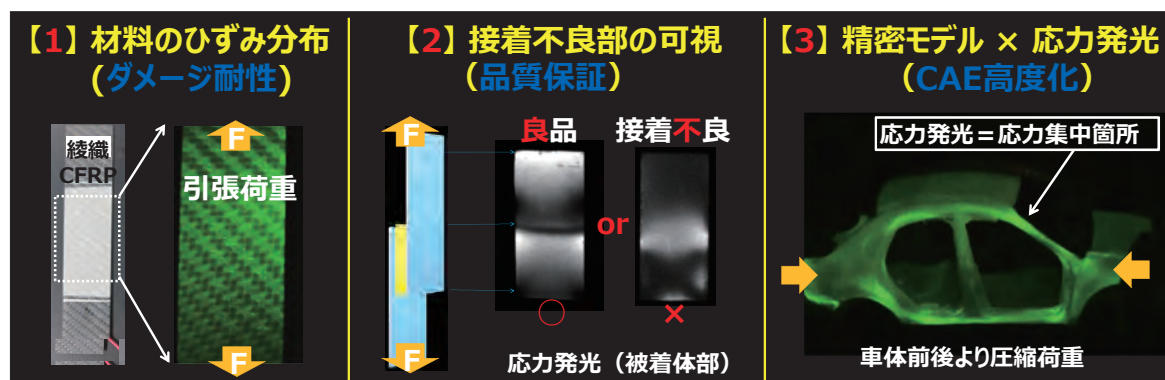 【1】材料のひずみ分布
(ダメージ耐性)
綾織
CFRP
F
引張荷重
F
【2】接着不良部の可視
(品質保証)
F
良品
接着不良
or
○
×
F
応力発光（被着体部）
【3】精密モデル × 応力発光
（CAE高度化）
応力発光＝応力集中箇所
車体前後より圧縮荷重